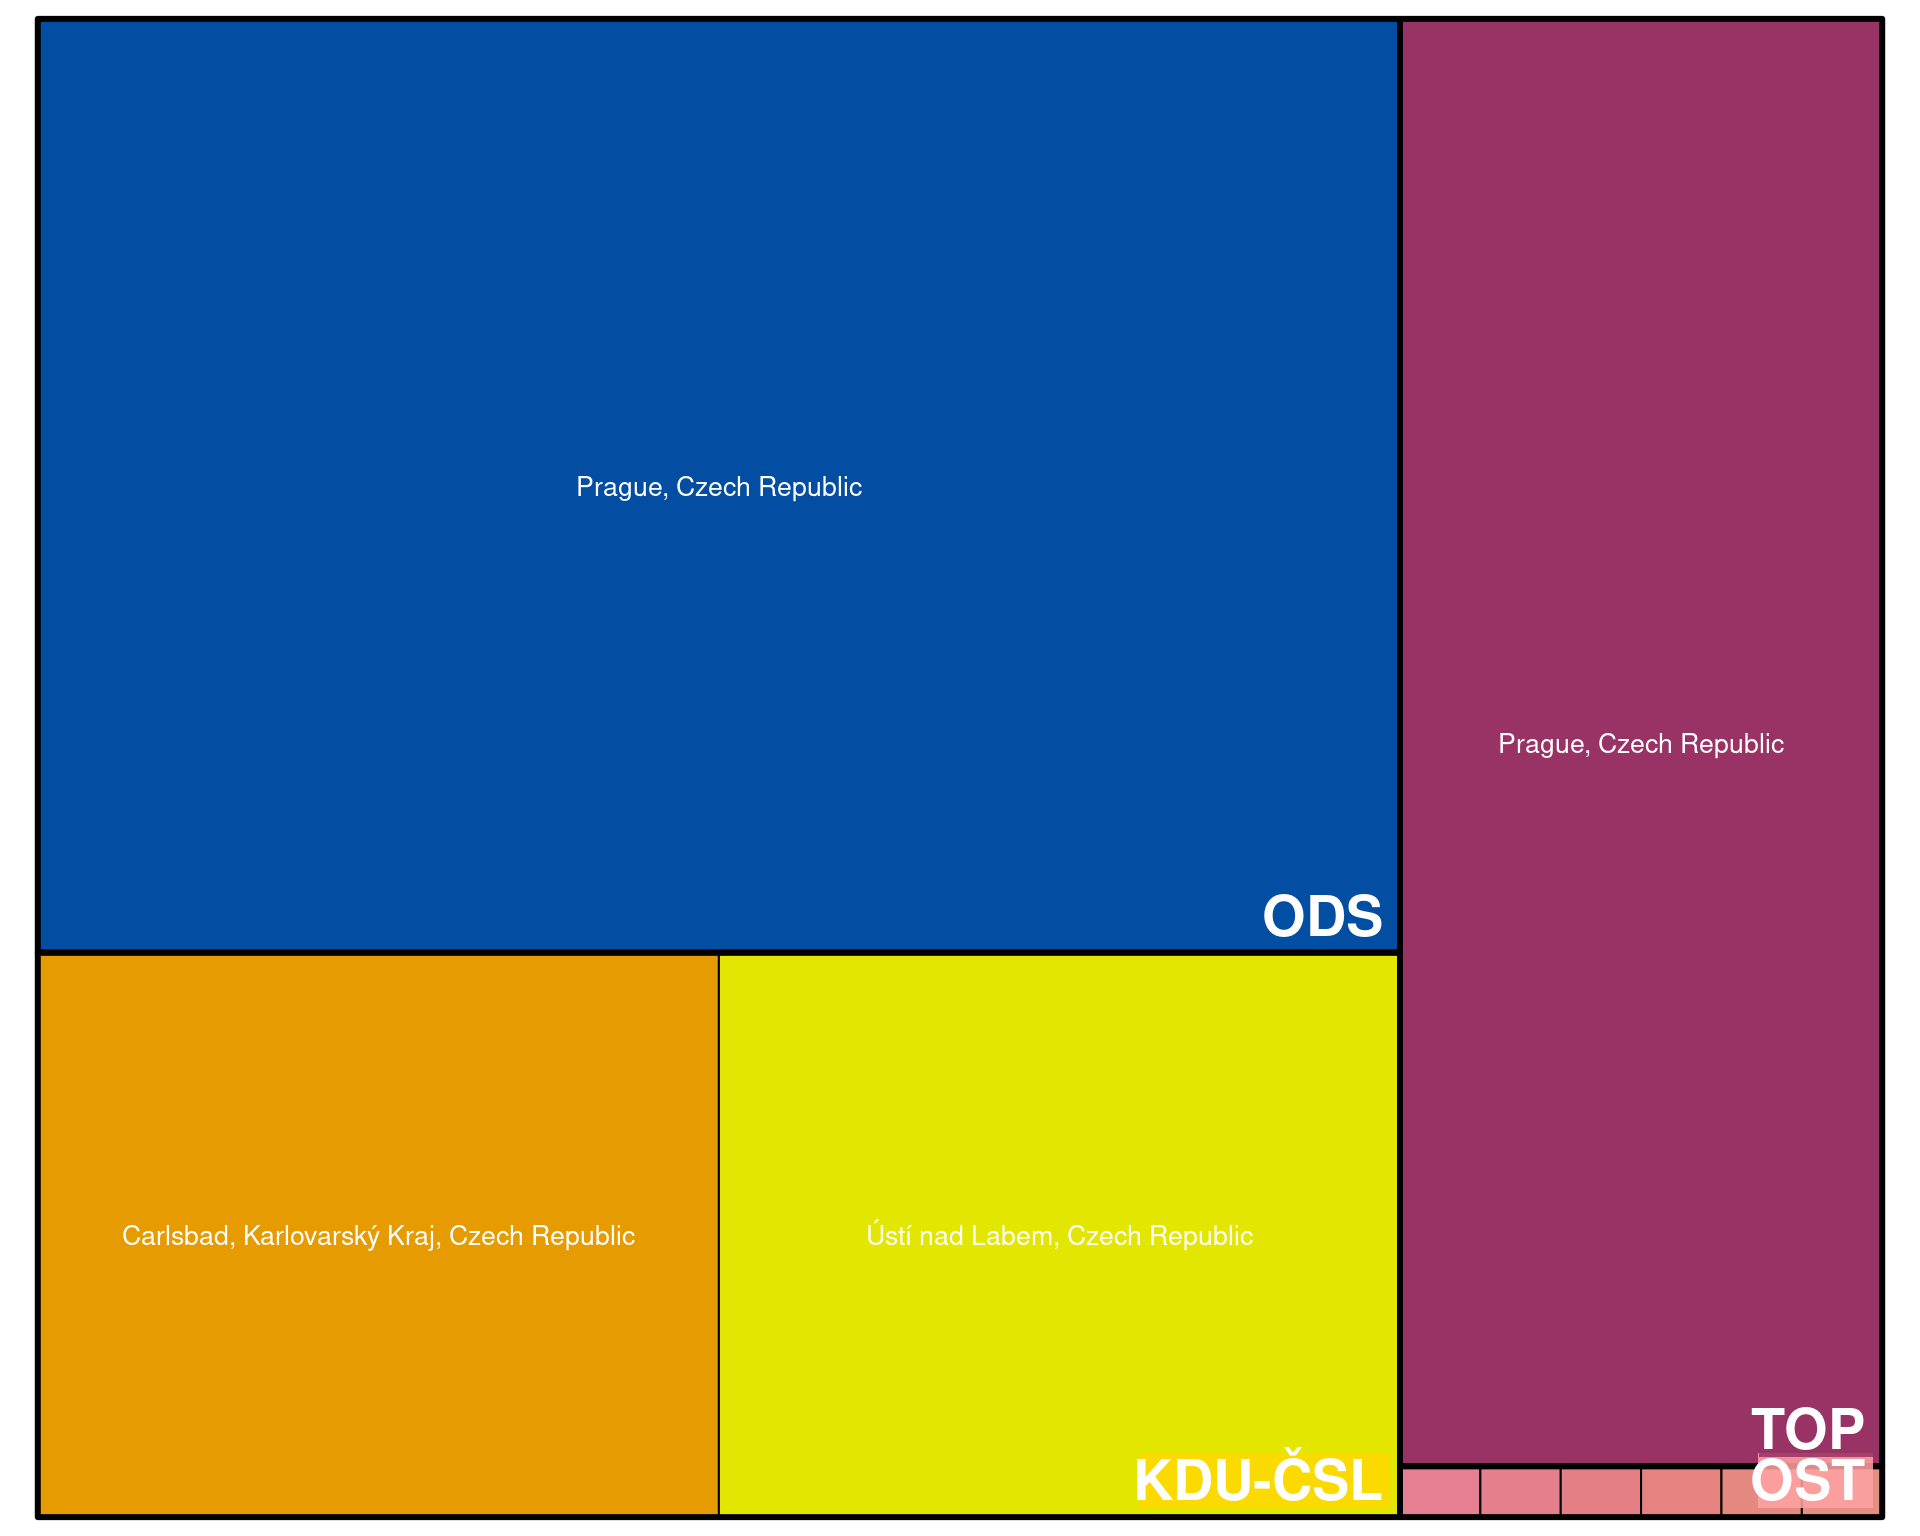 Prague, Czech Republic
ODS
Prague, Czech Republic
TOP
Carlsbad, Karlovarský Kraj, Czech Republic
Ústí nad Labem, Czech Republic
KDU-ČSL
OST